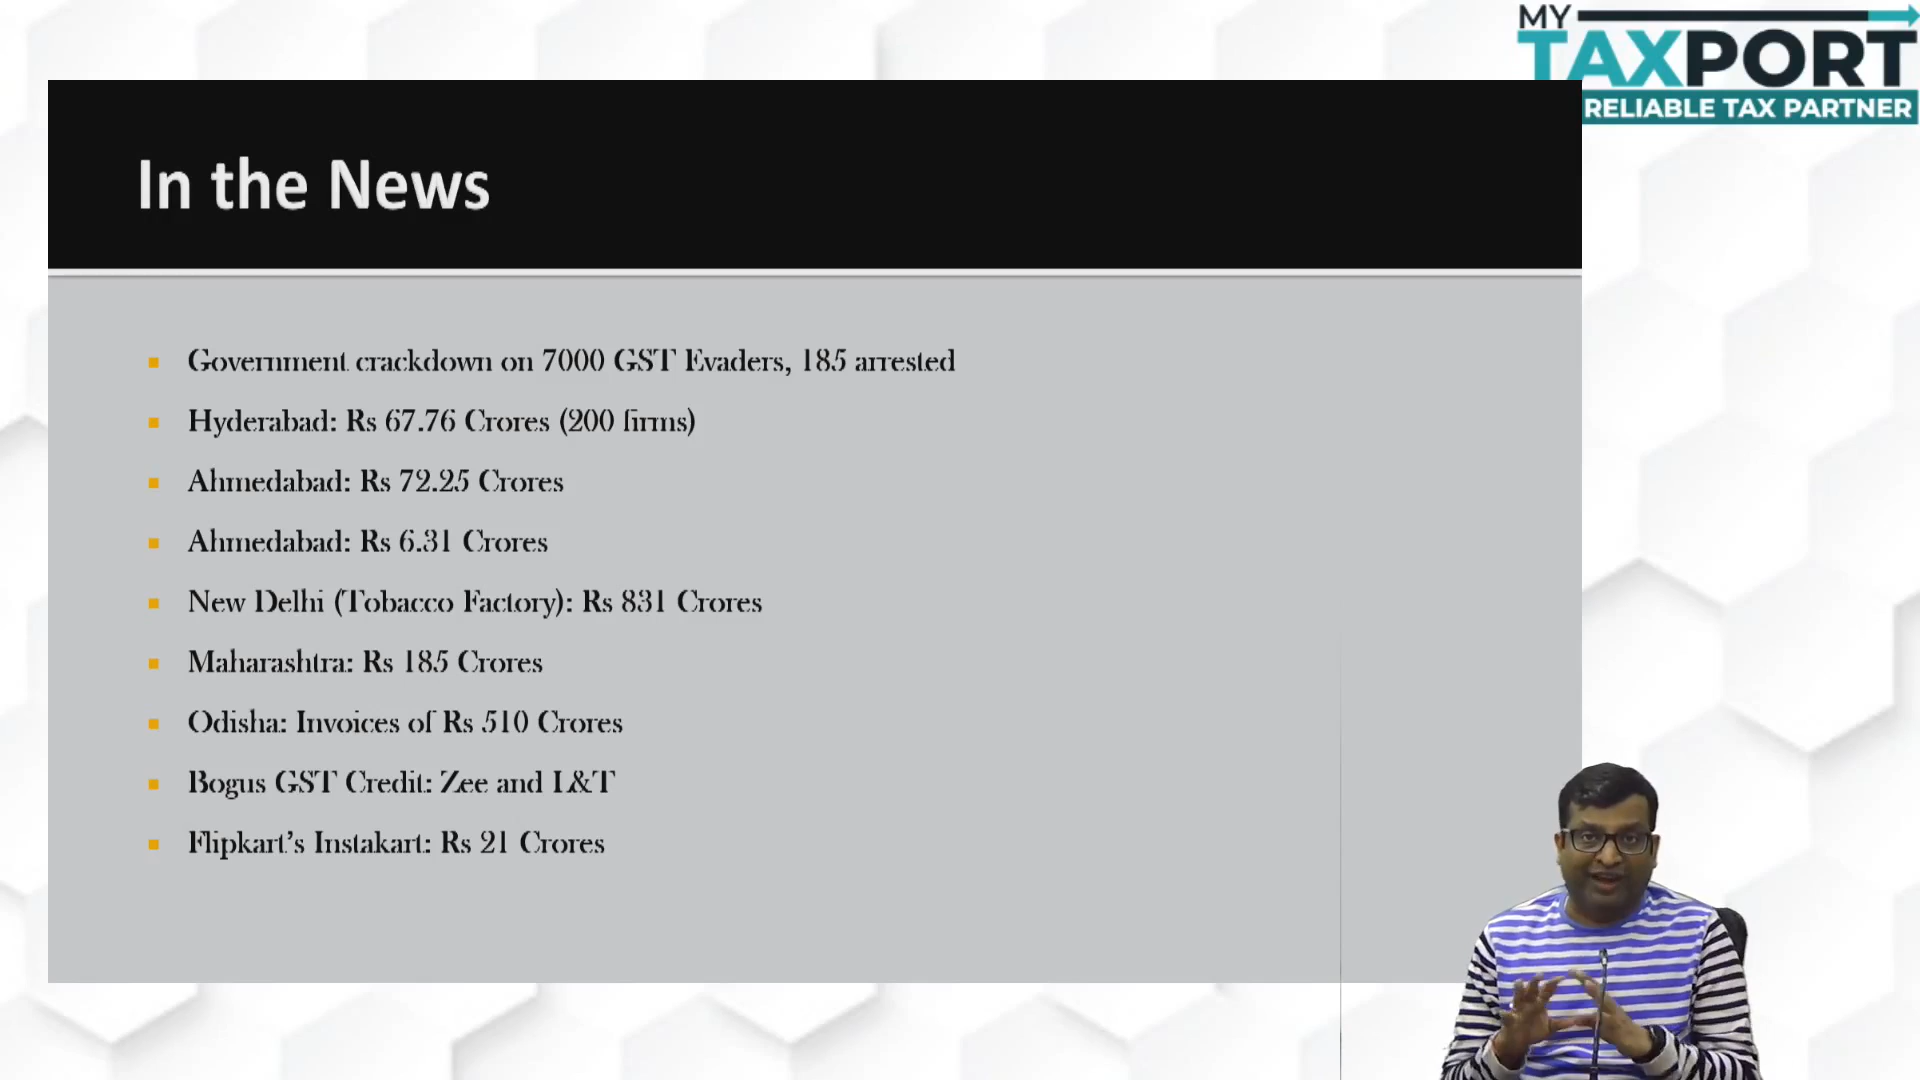 MY
TAXPORT
RELIABLE TAX PARTNER
In the News
Government crackdown on 7000 GST Evaders, 185 arrested
Hyderabad: Rs 67.76 Crores (200 firms)
Ahmedabad: Rs 72.25 Crores
Ahmedabad: Rs 6.31 Crores
New Delhi (Tobacco Factory): Rs 831 Crores
Maharashtra: Rs 185 Crores
Odisha: Invoices of Rs 510 Crores
Bogus GST Credit: Zee and L&T
Flipkart’s Instakart: Rs 21 Crores